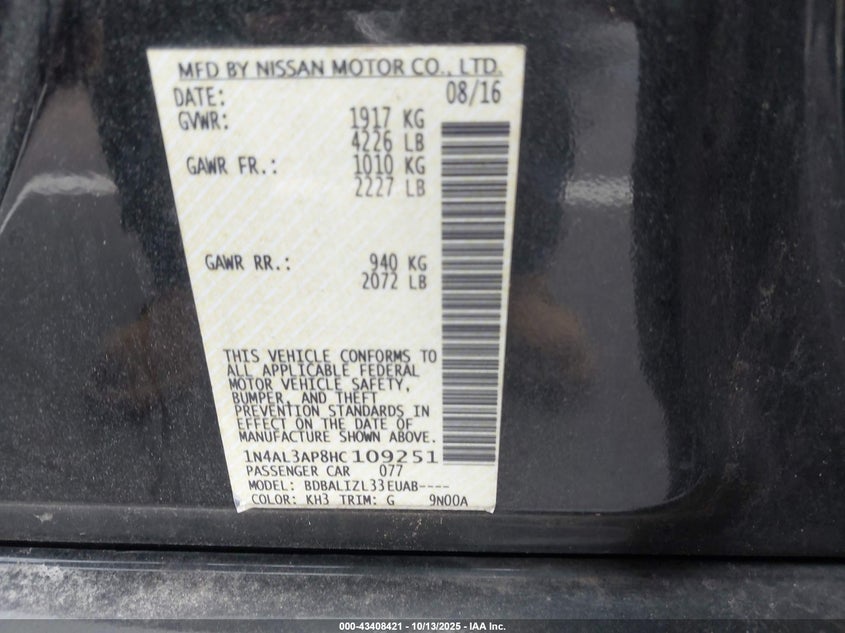 MFD BY NISSAN MOTOR CO., LTD.
DATE: 08/16
GVWR: 1917 KG
4226 LB
GAWR FR.: 1010 KG
2227 LB
GAWR RR.: 940 KG
2072 LB
THIS VEHICLE CONFORMS TO
ALL APPLICABLE FEDERAL
MOTOR VEHICLE SAFETY,
BUMPER, AND THEFT
PREVENTION STANDARDS IN
EFFECT ON THE DATE OF
MANUFACTURE SHOWN ABOVE.
1N4AL3AP8HC109251
PASSENGER CAR 077
MODEL: BDBALIZL33EUAB----
COLOR: KH3 TRIM: G 9N00A
000-43408421 - 10/13/2025 - IAA Inc.